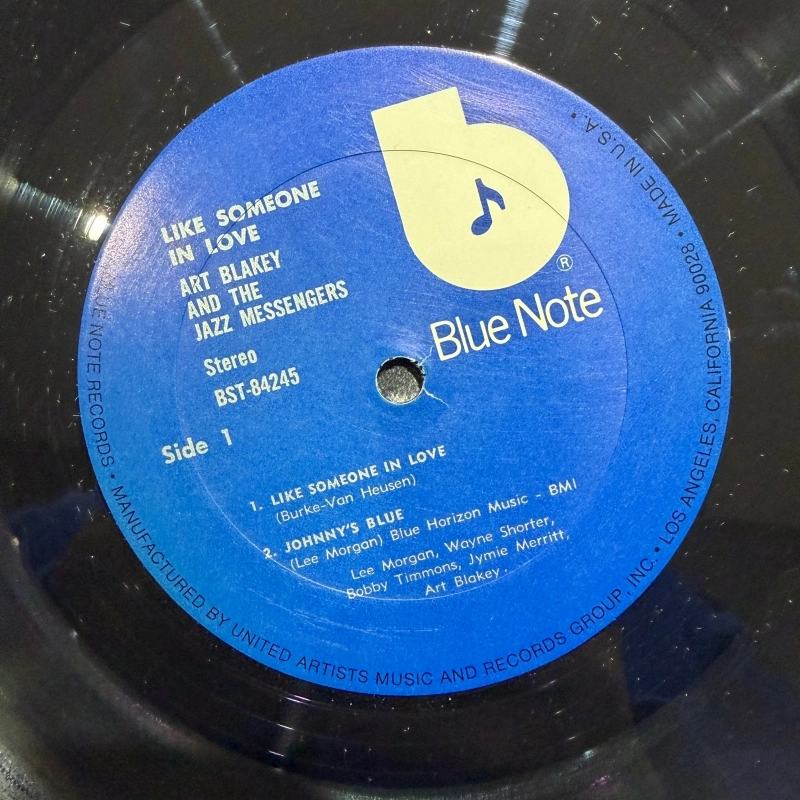 LIKE SOMEONE
IN LOVE
ART BLAKEY
AND THE
JAZZ MESSENGERS
Stereo
BST-84245
Side 1
®
Blue Note
1. LIKE SOMEONE IN LOVE
(Burke-Van Heusen)
2. JOHNNY'S BLUE
(Lee Morgan) Blue Horizon Music - BMI
Lee Morgan, Wayne Shorter,
Bobby Timmons, Jymie Merritt,
Art Blakey.
BLUE NOTE RECORDS • MANUFACTURED BY UNITED ARTISTS MUSIC AND RECORDS GROUP, INC. • LOS ANGELES, CALIFORNIA 90028 • MADE IN U.S.A. •